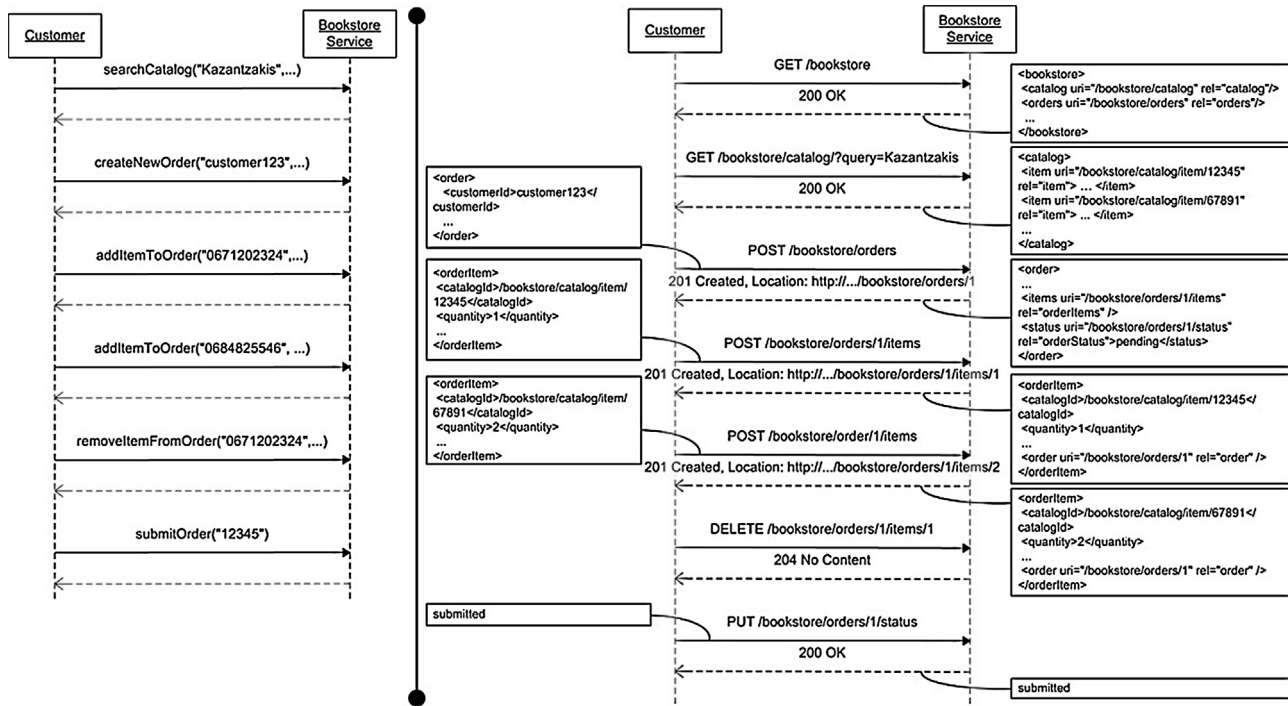 Customer
Bookstore
Service
searchCatalog("Kazantzakis",...)
createNewOrder("customer123",...)
addItemToOrder("0671202324",...)
addItemToOrder("0684825546", ...)
removeItemFromOrder("0671202324",...)
submitOrder("12345")
Customer
Bookstore
Service
GET /bookstore
200 OK
<bookstore>
<catalog uri="/bookstore/catalog" rel="catalog"/>
<orders uri="/bookstore/orders" rel="orders"/>
...
</bookstore>
GET /bookstore/catalog/?query=Kazantzakis
200 OK
<catalog>
<item uri="/bookstore/catalog/item/12345"
rel="item"> ... </item>
<item uri="/bookstore/catalog/item/67891"
rel="item"> ... </item>
...
</catalog>
<order>
<customerId>customer123</
customerId>
...
</order>
POST /bookstore/orders
201 Created, Location: http://.../bookstore/orders/1
<order>
...
<items uri="/bookstore/orders/1/items"
rel="orderItems" />
<status uri="/bookstore/orders/1/status"
rel="orderStatus">pending</status>
</order>
<orderItem>
<catalogId>/bookstore/catalog/item/
12345</catalogId>
<quantity>1</quantity>
...
</orderItem>
POST /bookstore/orders/1/items
201 Created, Location: http://.../bookstore/orders/1/items/1
<orderItem>
<catalogId>/bookstore/catalog/item/12345</
catalogId>
<quantity>1</quantity>
...
<order uri="/bookstore/orders/1" rel="order" />
</orderItem>
<orderItem>
<catalogId>/bookstore/catalog/item/
67891</catalogId>
<quantity>2</quantity>
...
</orderItem>
POST /bookstore/order/1/items
201 Created, Location: http://.../bookstore/orders/1/items/2
<orderItem>
<catalogId>/bookstore/catalog/item/67891</
catalogId>
<quantity>2</quantity>
...
<order uri="/bookstore/orders/1" rel="order" />
</orderItem>
DELETE /bookstore/orders/1/items/1
204 No Content
submitted
PUT /bookstore/orders/1/status
200 OK
submitted